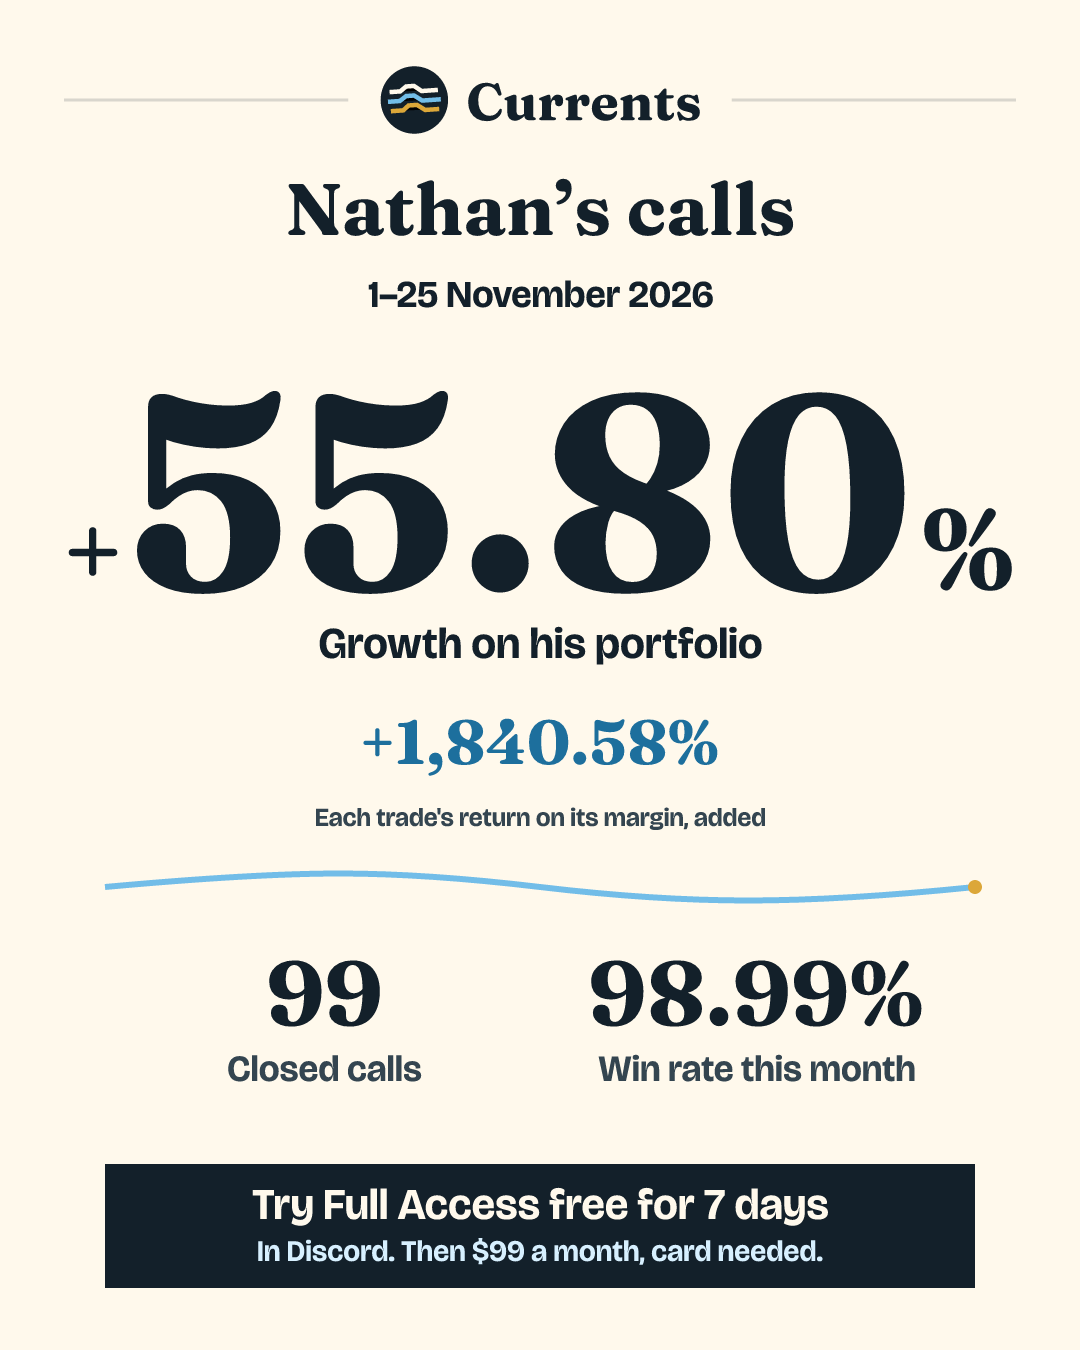 Currents
Nathan’s calls
1–25 November 2026
+55.80%
Growth on his portfolio
+1,840.58%
Each trade's return on its margin, added
99
Closed calls
98.99%
Win rate this month
Try Full Access free for 7 days
In Discord. Then $99 a month, card needed.